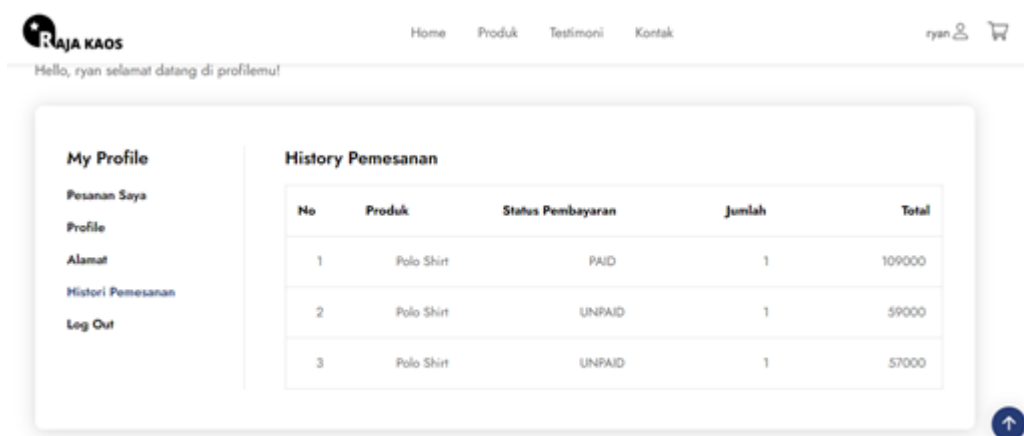 RAJA KAOS Home Produk Testimoni Kontak ryan
Hello, ryan selamat datang di profilemu!
My Profile
Pesanan Saya
Profile
Alamat
Histori Pemesanan
Log Out
History Pemesanan
No Produk Status Pembayaran Jumlah Total
1 Polo Shirt PAID 1 109000
2 Polo Shirt UNPAID 1 59000
3 Polo Shirt UNPAID 1 57000